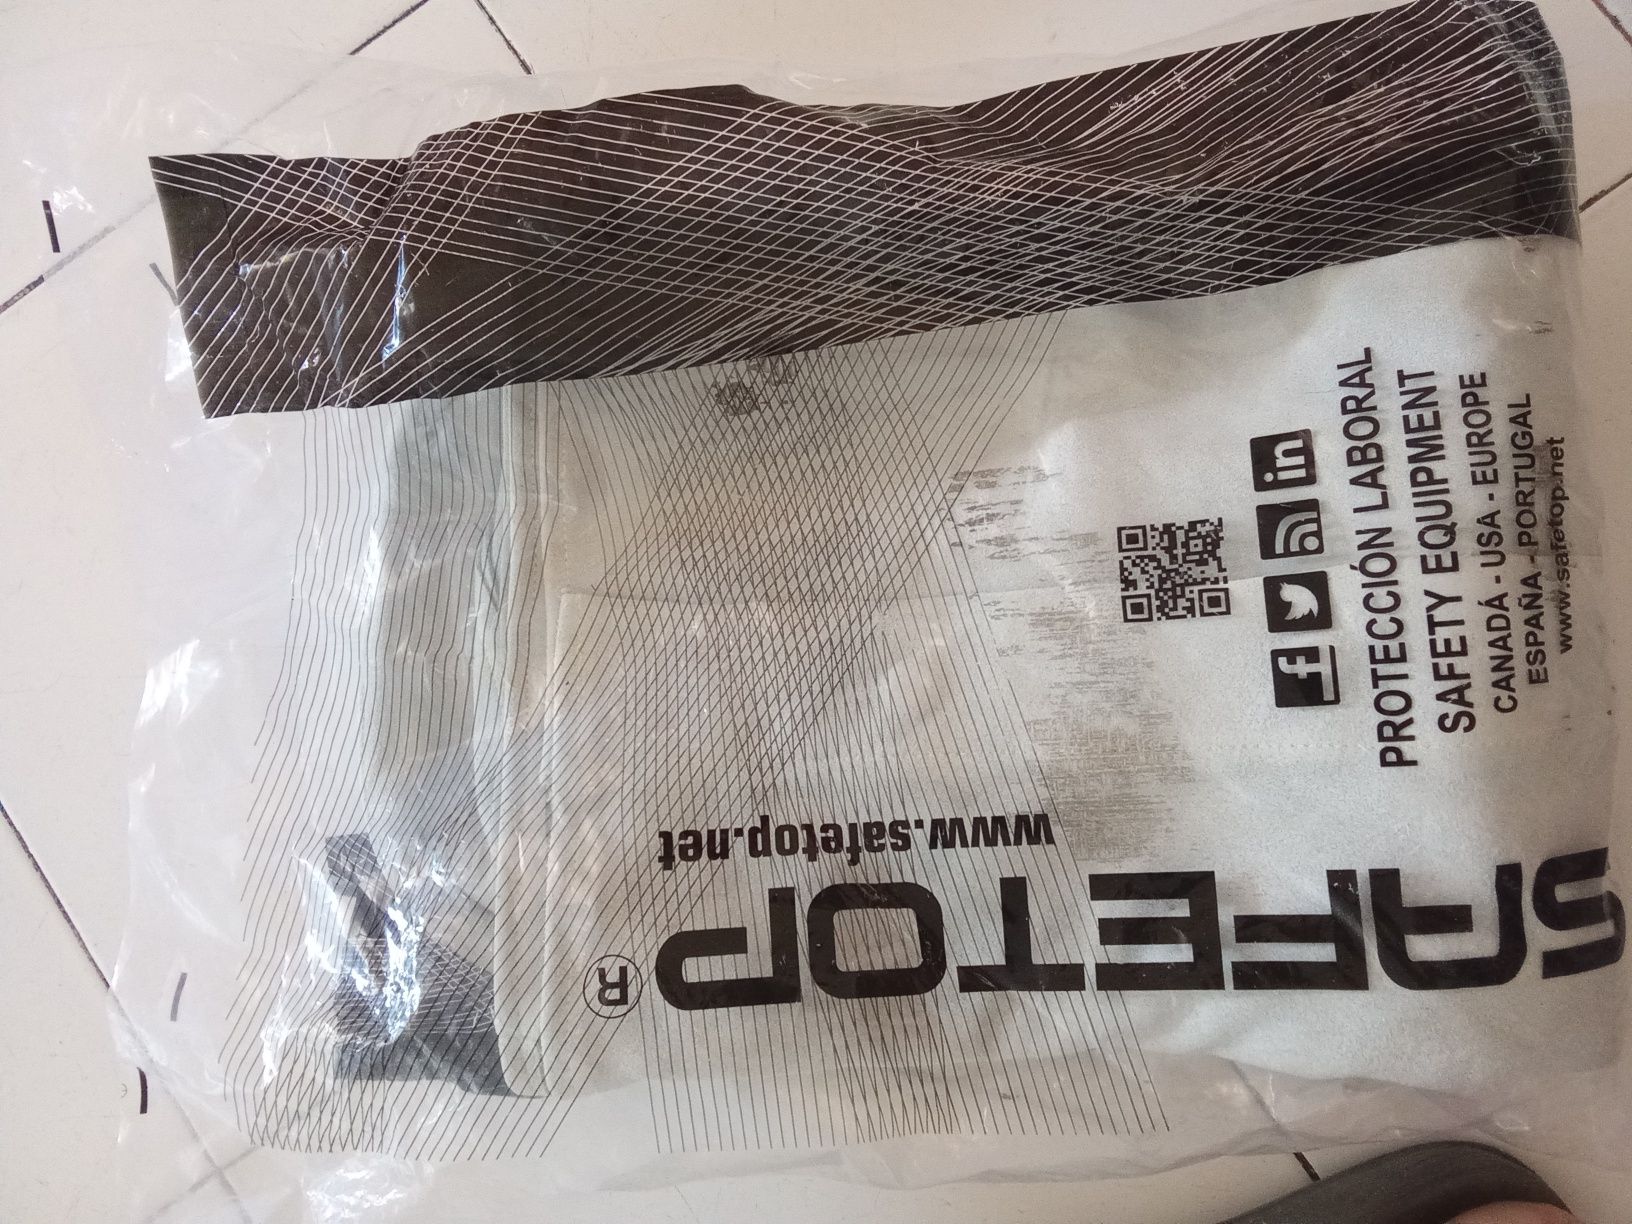 SAFETOP®
www.safetop.net
PROTECCIÓN LABORAL
SAFETY EQUIPMENT
CANADÁ - USA - EUROPE
ESPAÑA - PORTUGAL
www.safetop.net